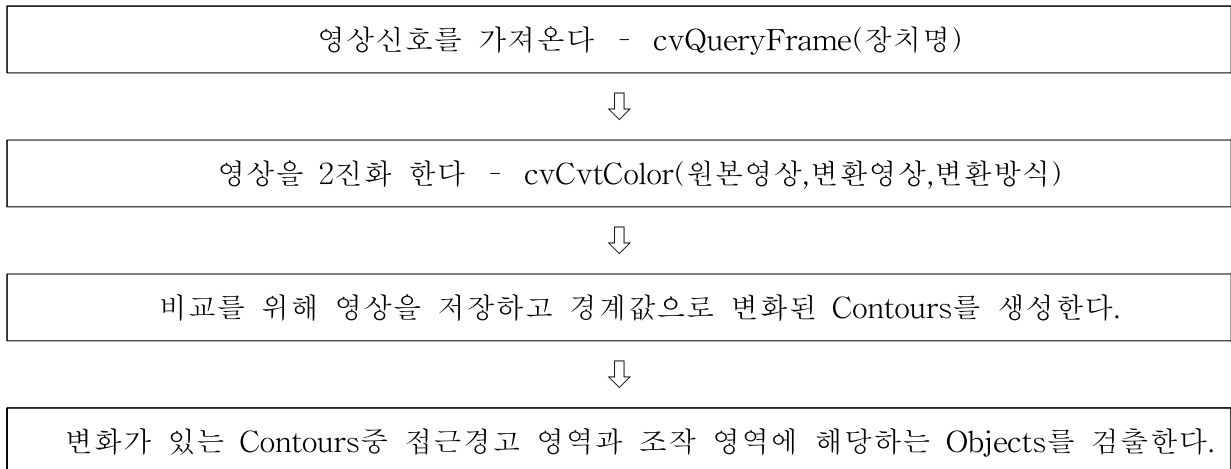 영상신호를 가져온다 - cvQueryFrame(장치명)
영상을 2진화 한다 - cvCvtColor(원본영상,변환영상,변환방식)
비교를 위해 영상을 저장하고 경계값으로 변화된 Contours를 생성한다.
변화가 있는 Contours중 접근경고 영역과 조작 영역에 해당하는 Objects를 검출한다.